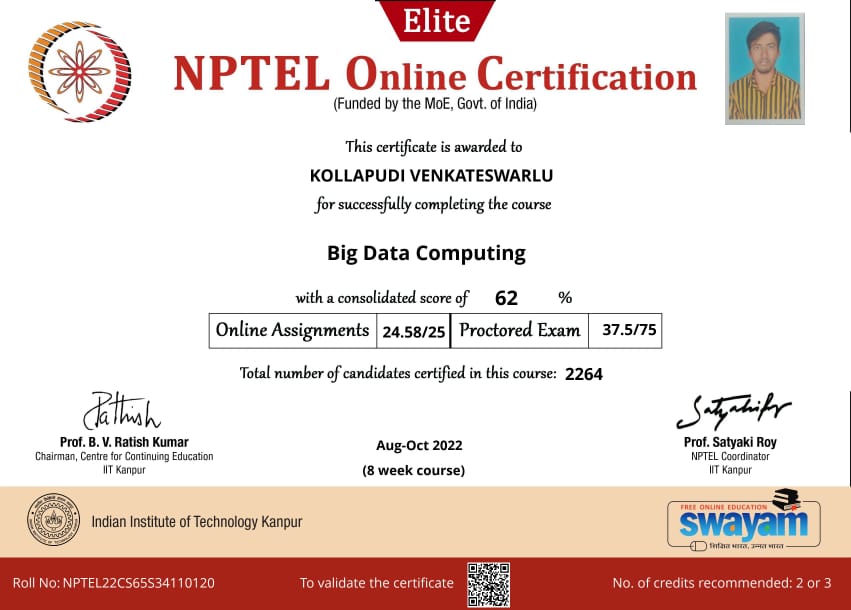 Elite
NPTEL Online Certification
(Funded by the MoE, Govt. of India)
This certificate is awarded to
KOLLAPUDI VENKATESWARLU
for successfully completing the course
Big Data Computing
with a consolidated score of 62 %
Online Assignments 24.58/25 Proctored Exam 37.5/75
Total number of candidates certified in this course: 2264
Prof. B. V. Ratish Kumar
Chairman, Centre for Continuing Education
IIT Kanpur
Aug-Oct 2022
(8 week course)
Prof. Satyaki Roy
NPTEL Coordinator
IIT Kanpur
Indian Institute of Technology Kanpur
FREE ONLINE EDUCATION
swayam
शिक्षित भारत, उन्नत भारत
Roll No: NPTEL22CS65S34110120
To validate the certificate
No. of credits recommended: 2 or 3